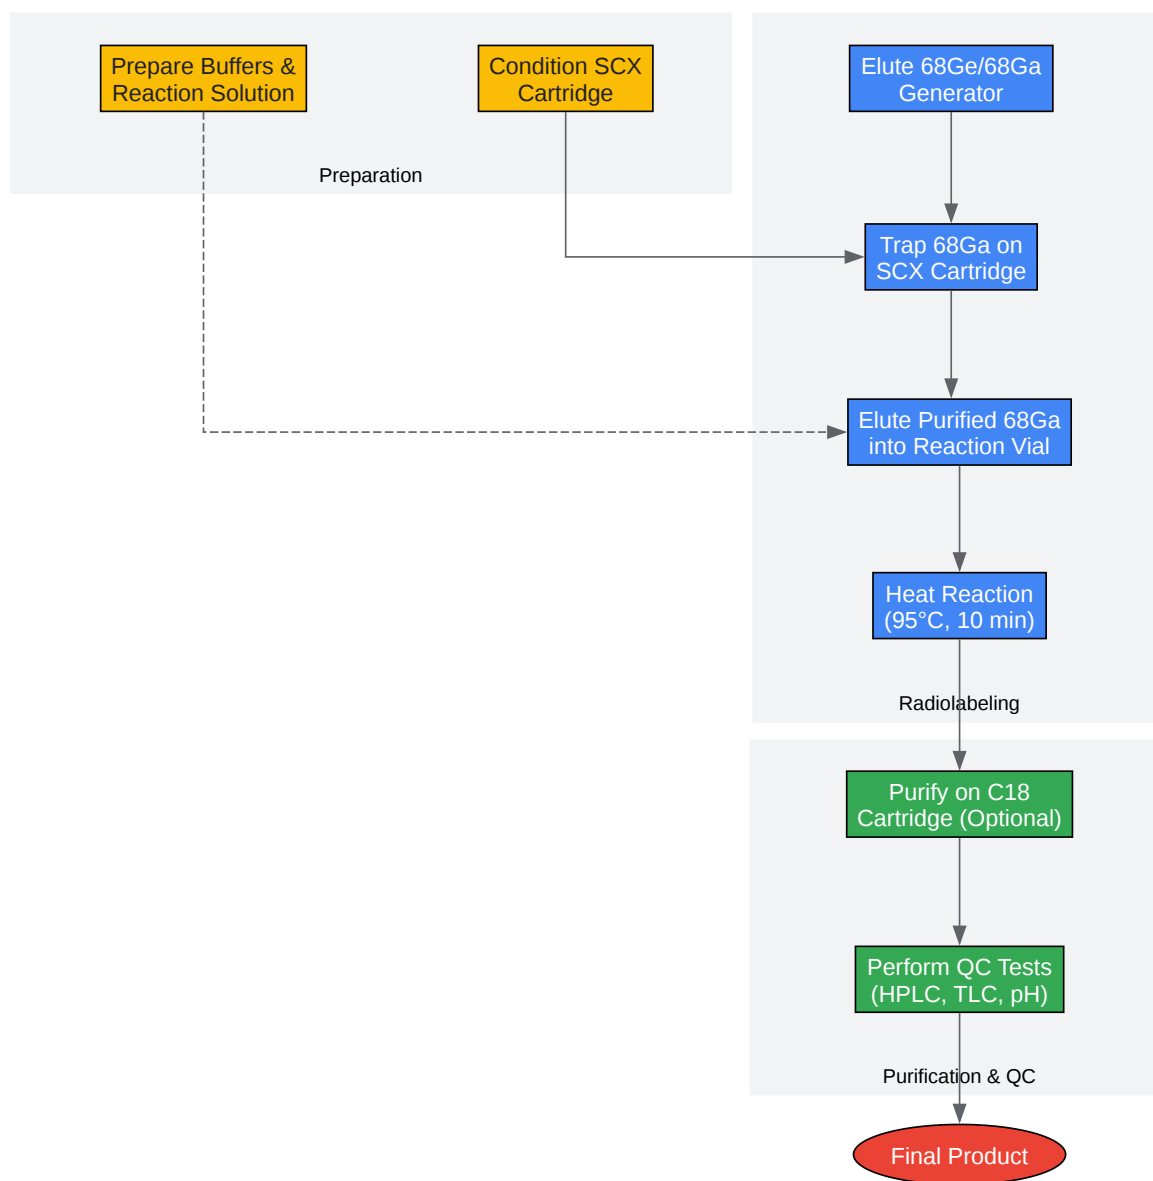 Prepare Buffers &
Reaction Solution
Condition SCX
Cartridge
Preparation
Elute 68Ge/68Ga
Generator
Trap 68Ga on
SCX Cartridge
Elute Purified 68Ga
into Reaction Vial
Heat Reaction
(95°C, 10 min)
Radiolabeling
Purify on C18
Cartridge (Optional)
Perform QC Tests
(HPLC, TLC, pH)
Purification & QC
Final Product